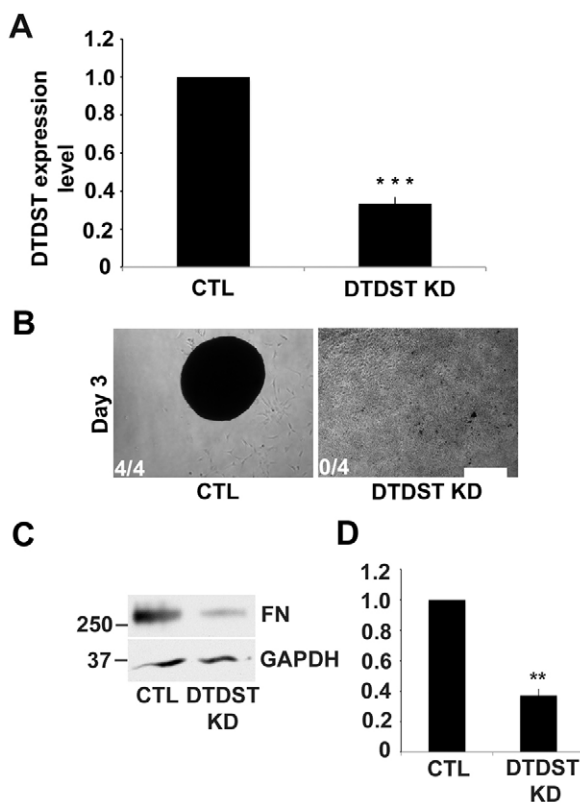 A
DTDST expression
level
1.2
1.0
0.8
0.6
0.4
0.2
0
* * *
CTL
DTDST KD
B
Day 3
4/4
0/4
CTL
DTDST KD
C
250
FN
37
GAPDH
CTL
DTDST
KD
D
1.2
1.0
0.8
0.6
0.4
0.2
0
**
CTL
DTDST
KD